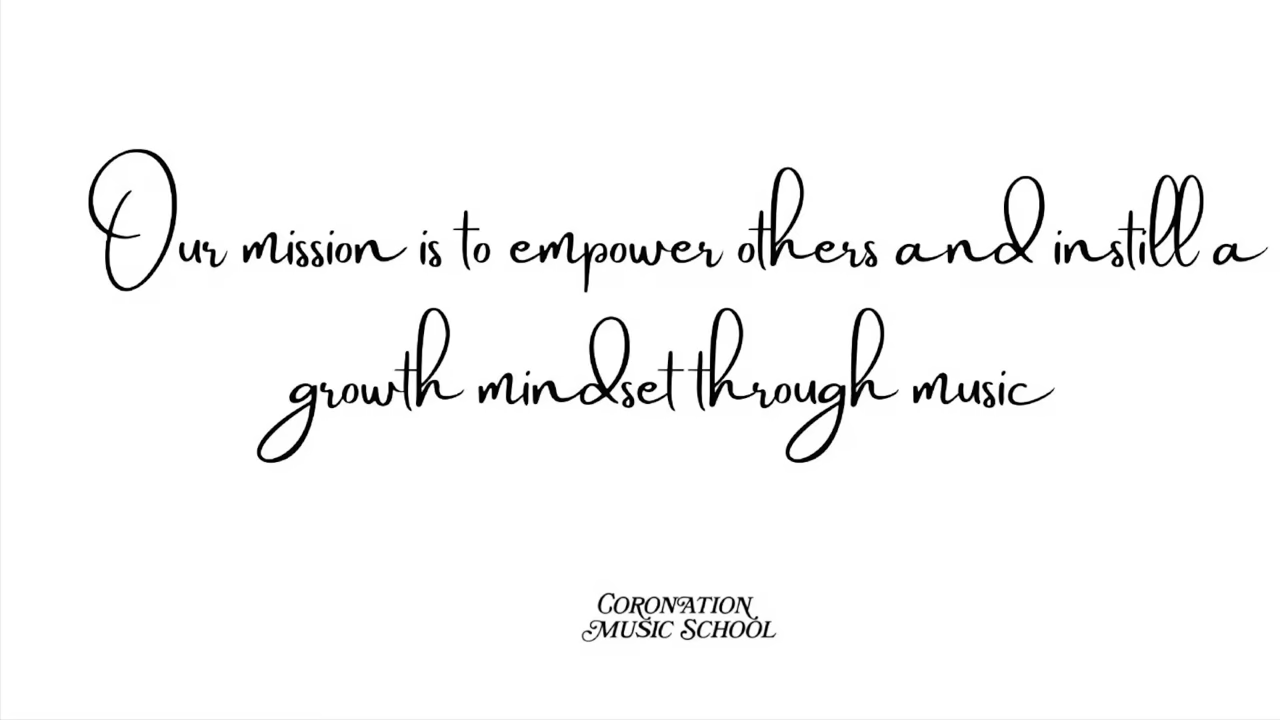 Our mission is to empower others and instill a
growth mindset through music
CORONATION
MUSIC SCHOOL